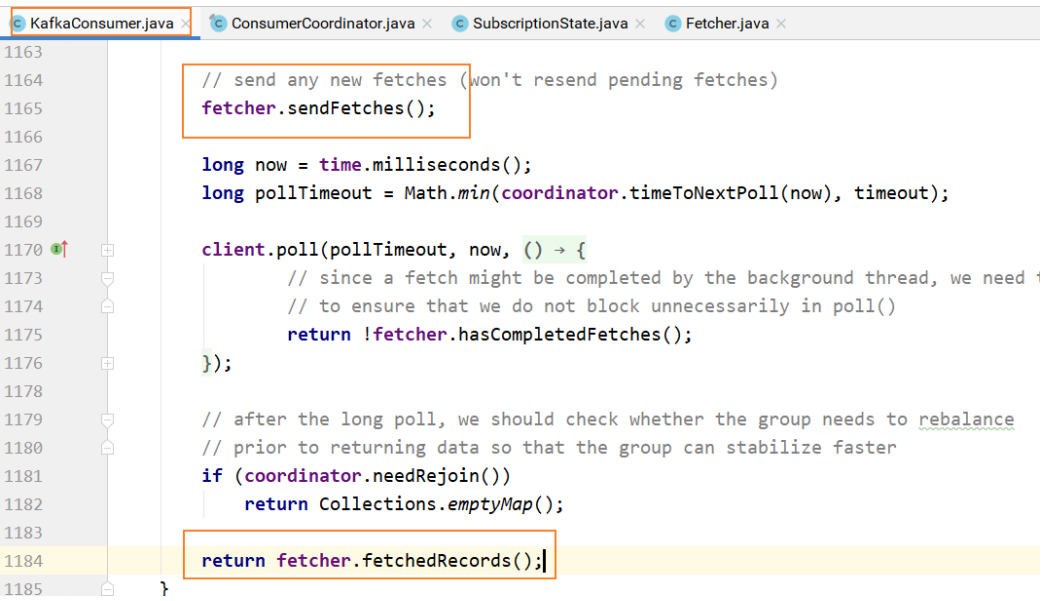 KafkaConsumer.java ConsumerCoordinator.java SubscriptionState.java Fetcher.java
1163
1164 // send any new fetches (won't resend pending fetches)
1165 fetcher.sendFetches();
1166
1167 long now = time.milliseconds();
1168 long pollTimeout = Math.min(coordinator.timeToNextPoll(now), timeout);
1169
1170 client.poll(pollTimeout, now, () → {
1173 // since a fetch might be completed by the background thread, we need
1174 // to ensure that we do not block unnecessarily in poll()
1175 return !fetcher.hasCompletedFetches();
1176 });
1178
1179 // after the long poll, we should check whether the group needs to rebalance
1180 // prior to returning data so that the group can stabilize faster
1181 if (coordinator.needRejoin())
1182 return Collections.emptyMap();
1183
1184 return fetcher.fetchedRecords();
1185 }